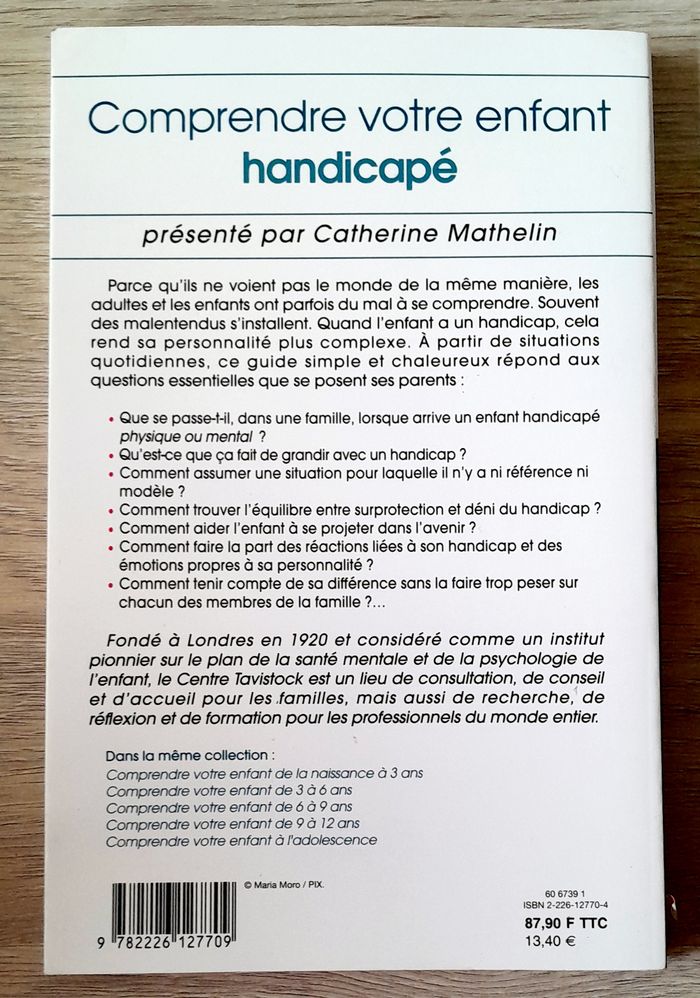 Comprendre votre enfant
handicapé
présenté par Catherine Mathelin
Parce qu'ils ne voient pas le monde de la même manière, les
adultes et les enfants ont parfois du mal à se comprendre. Souvent
des malentendus s'installent. Quand l'enfant a un handicap, cela
rend sa personnalité plus complexe. À partir de situations
quotidiennes, ce guide simple et chaleureux répond aux
questions essentielles que se posent ses parents :
• Que se passe-t-il, dans une famille, lorsque arrive un enfant handicapé
physique ou mental ?
• Qu'est-ce que ça fait de grandir avec un handicap ?
• Comment assumer une situation pour laquelle il n'y a ni référence ni
modèle ?
• Comment trouver l'équilibre entre surprotection et déni du handicap ?
• Comment aider l'enfant à se projeter dans l'avenir ?
• Comment faire la part des réactions liées à son handicap et des
émotions propres à sa personnalité ?
• Comment tenir compte de sa différence sans la faire trop peser sur
chacun des membres de la famille ?...
Fondé à Londres en 1920 et considéré comme un institut
pionnier sur le plan de la santé mentale et de la psychologie de
l'enfant, le Centre Tavistock est un lieu de consultation, de conseil
et d'accueil pour les familles, mais aussi de recherche, de
réflexion et de formation pour les professionnels du monde entier.
Dans la même collection :
Comprendre votre enfant de la naissance à 3 ans
Comprendre votre enfant de 3 à 6 ans
Comprendre votre enfant de 6 à 9 ans
Comprendre votre enfant de 9 à 12 ans
Comprendre votre enfant à l'adolescence
© Maria Moro / PIX.
60 6739 1
ISBN 2-226-12770-4
87,90 F TTC
13,40 €
9 782226 127709